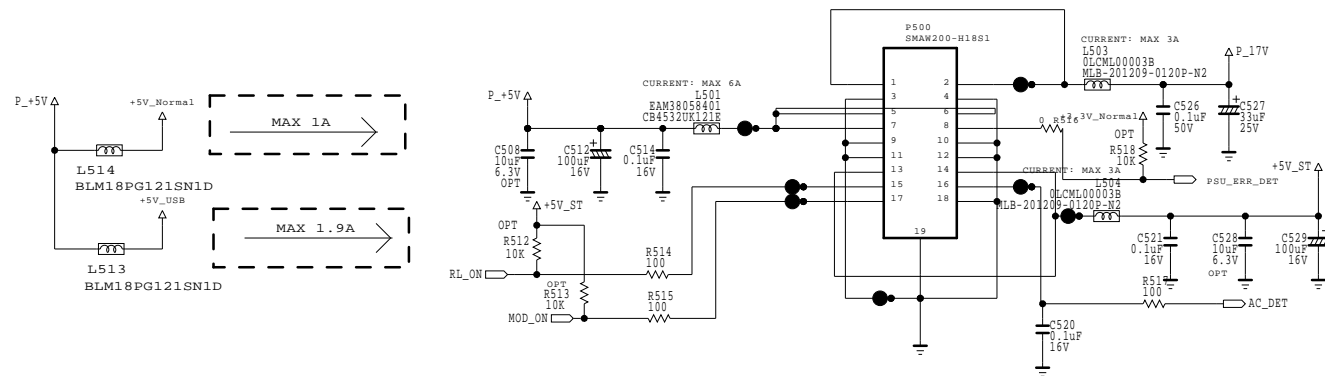 P_+5V
+5V_Normal
L514
BLM18PG121SN1D
MAX 1A
+5V_USB
L513
BLM18PG121SN1D
MAX 1.9A
P500
SMAW200-H18S1
1
2
3
4
5
6
7
8
9
10
11
12
13
14
15
16
17
18
19
CURRENT: MAX 6A
L501
EAM38058401
CB4532UK121E
P_+5V
C508
10uF
6.3V
OPT
C512
100uF
16V
C514
0.1uF
16V
+5V_ST
OPT
R512
10K
RL_ON
OPT
R513
10K
MOD_ON
R514
100
R515
100
CURRENT: MAX 3A
L503
0LCML00003B
MLB-201209-0120P-N2
P_17V
C526
0.1uF
50V
C527
33uF
25V
0 R516
3V_Normal
OPT
R518
10K
PSU_ERR_DET
CURRENT: MAX 3A
L504
0LCML00003B
MLB-201209-0120P-N2
+5V_ST
C521
0.1uF
16V
C528
10uF
6.3V
OPT
C529
100uF
16V
R517
100
AC_DET
C520
0.1uF
16V